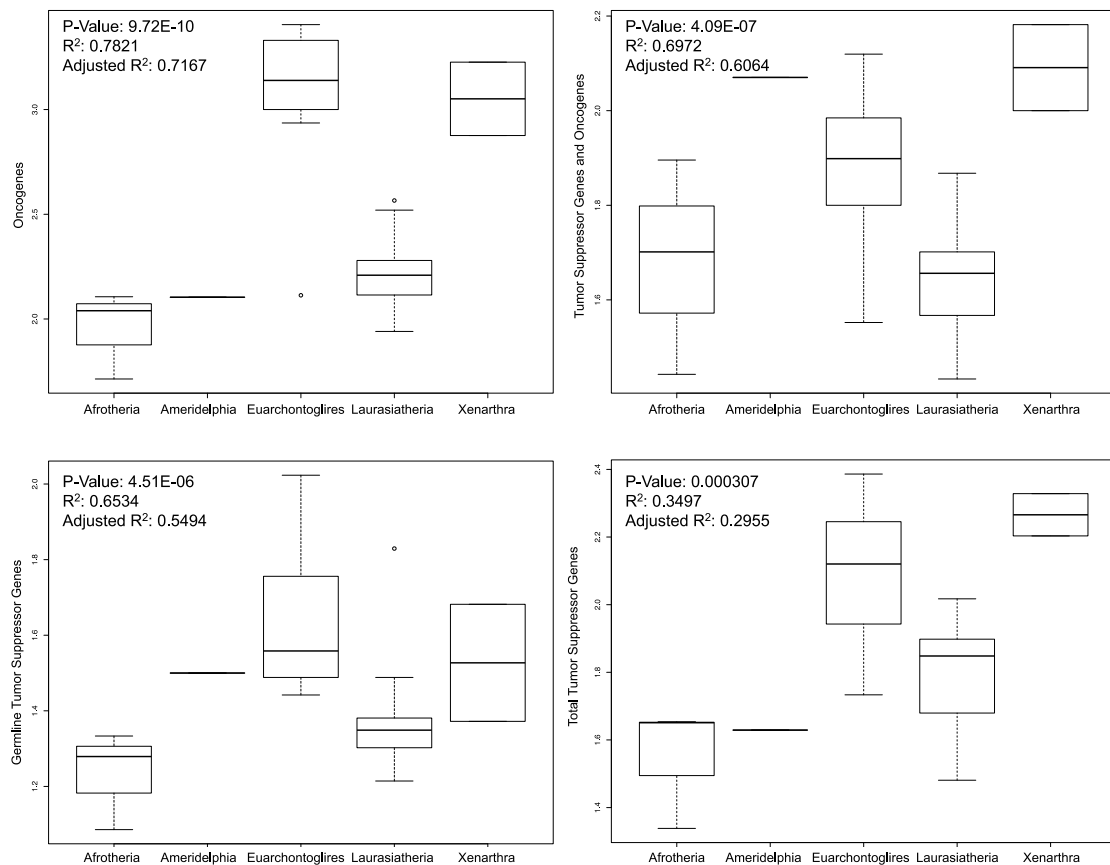 P-Value: 9.72E-10
R²: 0.7821
Adjusted R²: 0.7167
Oncogenes
3.0
2.5
2.0
Afrotheria Ameridelphia Euarchontoglires Laurasiatheria Xenarthra
P-Value: 4.09E-07
R²: 0.6972
Adjusted R²: 0.6064
Tumor Suppressor Genes and Oncogenes
2.2
2.0
1.8
1.6
Afrotheria Ameridelphia Euarchontoglires Laurasiatheria Xenarthra
P-Value: 4.51E-06
R²: 0.6534
Adjusted R²: 0.5494
Germline Tumor Suppressor Genes
2.0
1.8
1.6
1.4
1.2
Afrotheria Ameridelphia Euarchontoglires Laurasiatheria Xenarthra
P-Value: 0.000307
R²: 0.3497
Adjusted R²: 0.2955
Total Tumor Suppressor Genes
2.4
2.2
2.0
1.8
1.6
1.4
Afrotheria Ameridelphia Euarchontoglires Laurasiatheria Xenarthra